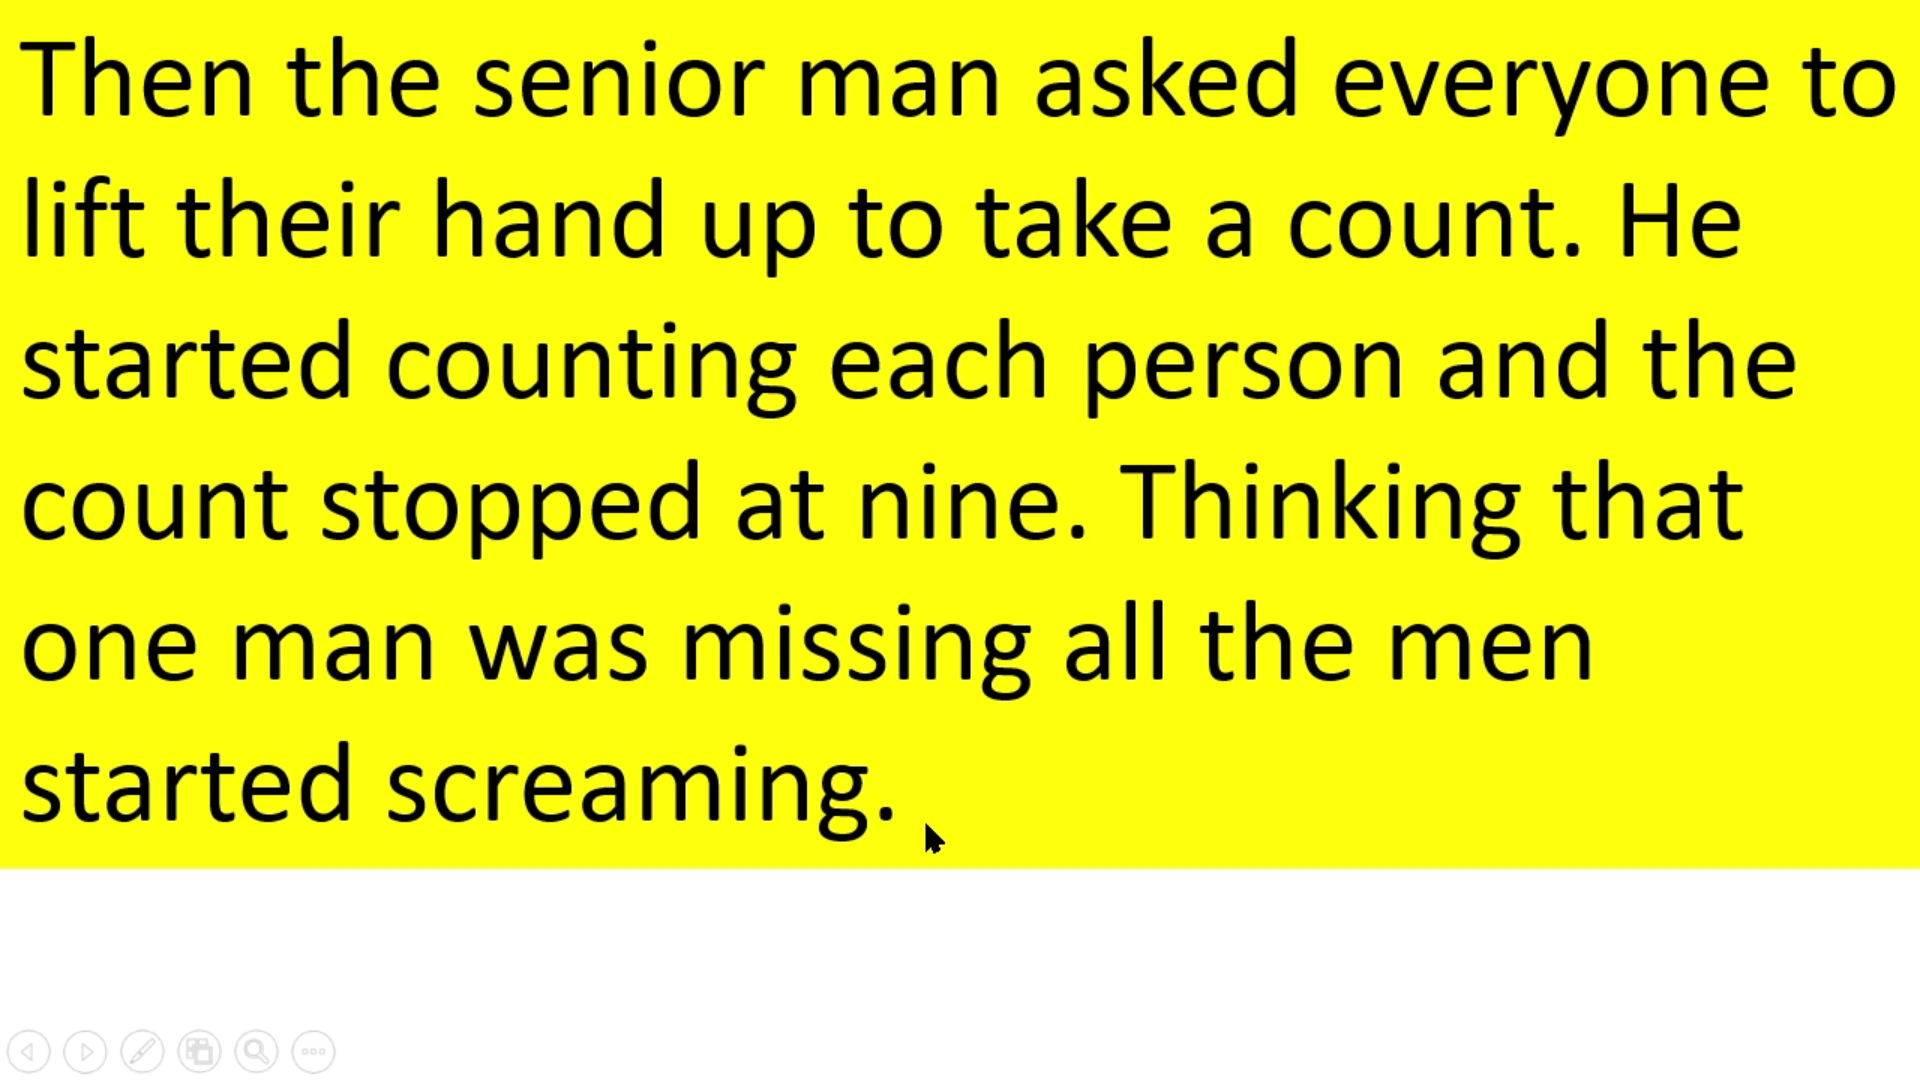 Then the senior man asked everyone to
lift their hand up to take a count. He
started counting each person and the
count stopped at nine. Thinking that
one man was missing all the men
started screaming.